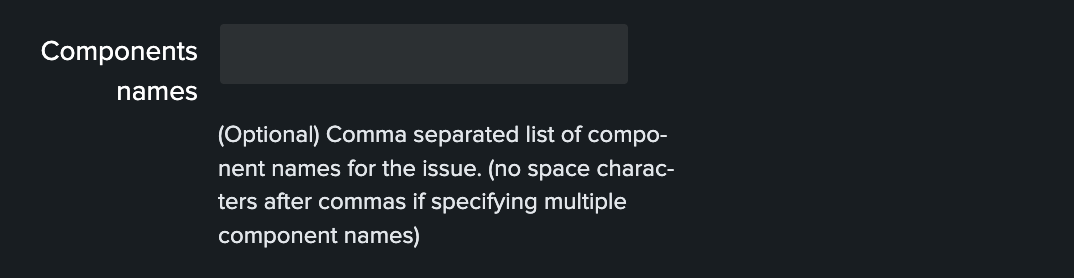 Components
names
(Optional) Comma separated list of compo-
nent names for the issue. (no space charac-
ters after commas if specifying multiple
component names)